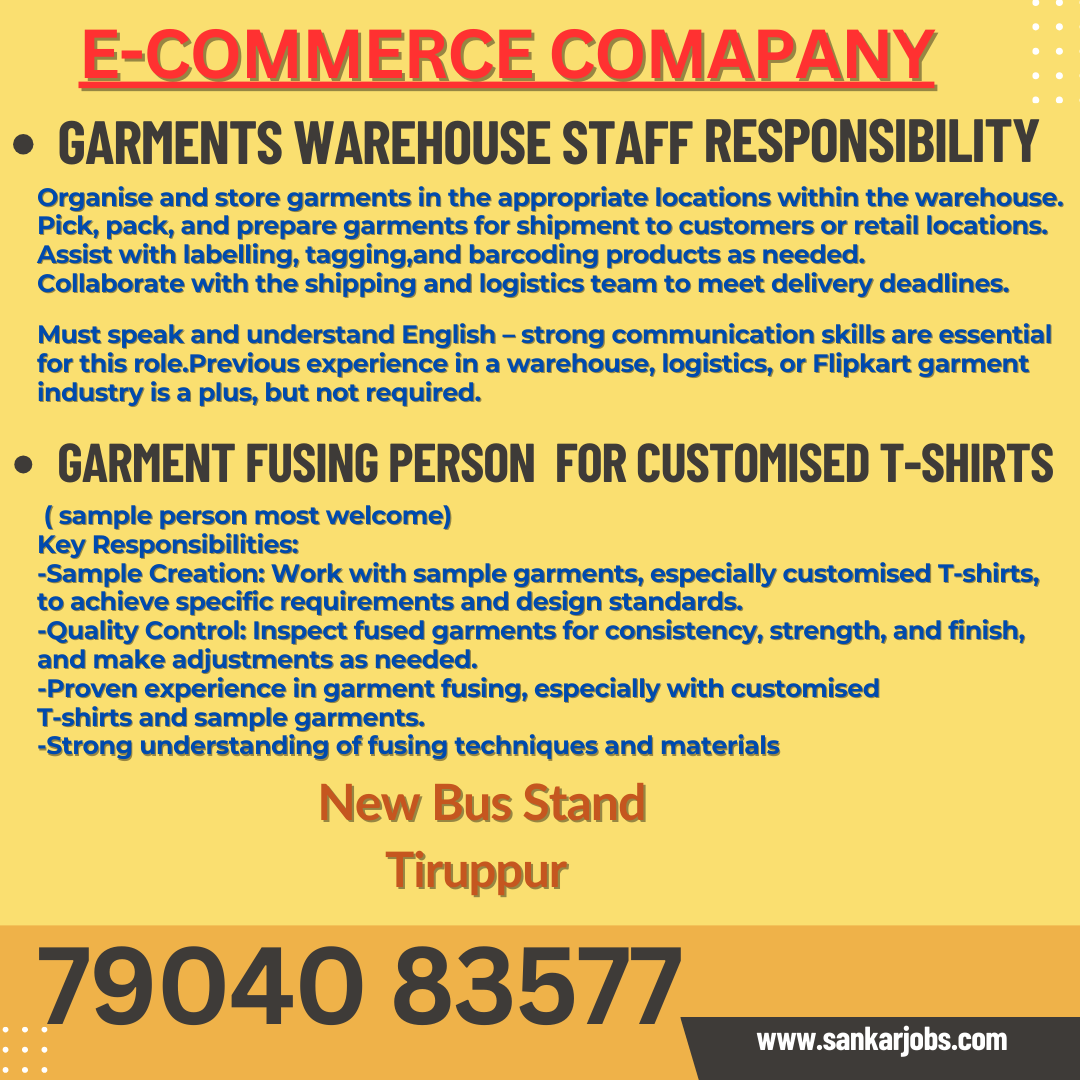 E-COMMERCE COMAPANY
• GARMENTS WAREHOUSE STAFF RESPONSIBILITY
Organise and store garments in the appropriate locations within the warehouse.
Pick, pack, and prepare garments for shipment to customers or retail locations.
Assist with labelling, tagging,and barcoding products as needed.
Collaborate with the shipping and logistics team to meet delivery deadlines.
Must speak and understand English – strong communication skills are essential
for this role.Previous experience in a warehouse, logistics, or Flipkart garment
industry is a plus, but not required.
• GARMENT FUSING PERSON FOR CUSTOMISED T-SHIRTS
( sample person most welcome)
Key Responsibilities:
-Sample Creation: Work with sample garments, especially customised T-shirts,
to achieve specific requirements and design standards.
-Quality Control: Inspect fused garments for consistency, strength, and finish,
and make adjustments as needed.
-Proven experience in garment fusing, especially with customised
T-shirts and sample garments.
-Strong understanding of fusing techniques and materials
New Bus Stand
Tiruppur
79040 83577
www.sankarjobs.com